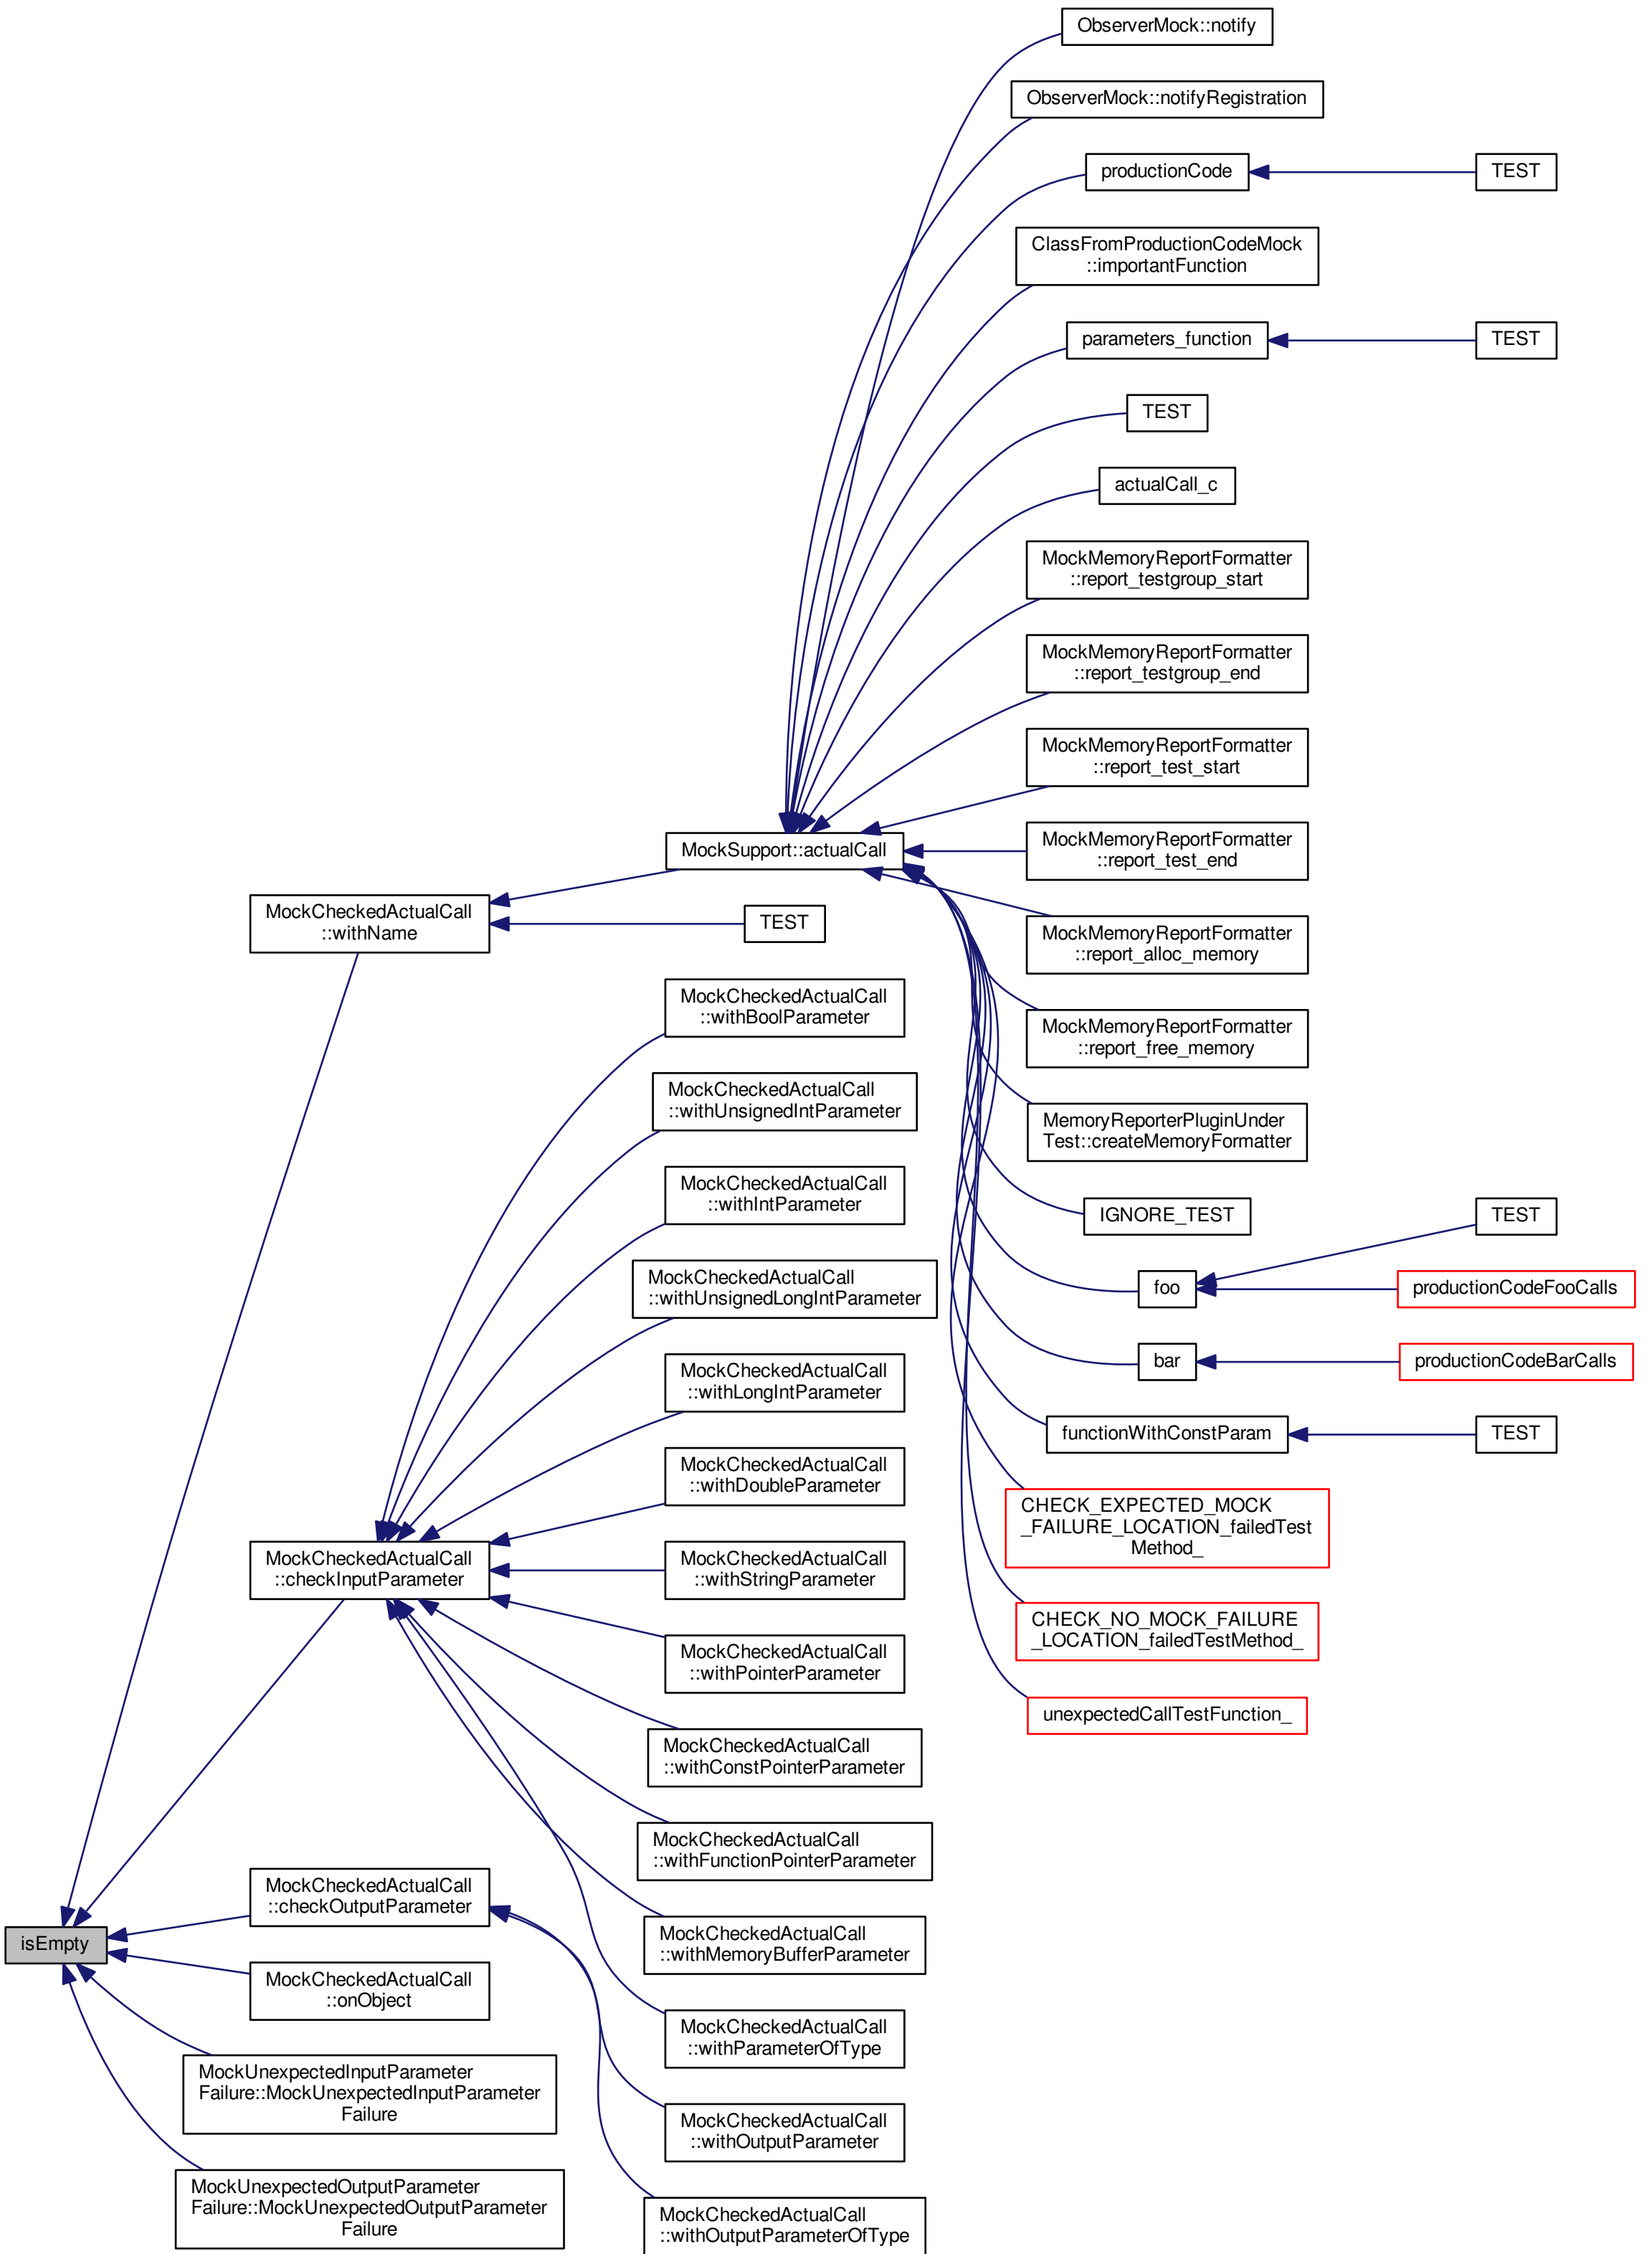 ObserverMock::notify
ObserverMock::notifyRegistration
productionCode
TEST
ClassFromProductionCodeMock
::importantFunction
parameters_function
TEST
TEST
actualCall_c
MockMemoryReportFormatter
::report_testgroup_start
MockMemoryReportFormatter
::report_testgroup_end
MockMemoryReportFormatter
::report_test_start
MockSupport::actualCall
MockMemoryReportFormatter
::report_test_end
MockCheckedActualCall
::withName
TEST
MockMemoryReportFormatter
::report_alloc_memory
MockCheckedActualCall
::withBoolParameter
MockMemoryReportFormatter
::report_free_memory
MockCheckedActualCall
::withUnsignedIntParameter
MemoryReporterPluginUnder
Test::createMemoryFormatter
MockCheckedActualCall
::withIntParameter
IGNORE_TEST
TEST
MockCheckedActualCall
::withUnsignedLongIntParameter
foo
productionCodeFooCalls
MockCheckedActualCall
::withLongIntParameter
bar
productionCodeBarCalls
functionWithConstParam
TEST
MockCheckedActualCall
::withDoubleParameter
CHECK_EXPECTED_MOCK
_FAILURE_LOCATION_failedTest
Method_
MockCheckedActualCall
::checkInputParameter
MockCheckedActualCall
::withStringParameter
CHECK_NO_MOCK_FAILURE
_LOCATION_failedTestMethod_
MockCheckedActualCall
::withPointerParameter
unexpectedCallTestFunction_
MockCheckedActualCall
::withConstPointerParameter
MockCheckedActualCall
::withFunctionPointerParameter
MockCheckedActualCall
::checkOutputParameter
isEmpty
MockCheckedActualCall
::withMemoryBufferParameter
MockCheckedActualCall
::onObject
MockCheckedActualCall
::withParameterOfType
MockUnexpectedInputParameter
Failure::MockUnexpectedInputParameter
Failure
MockCheckedActualCall
::withOutputParameter
MockUnexpectedOutputParameter
Failure::MockUnexpectedOutputParameter
Failure
MockCheckedActualCall
::withOutputParameterOfType